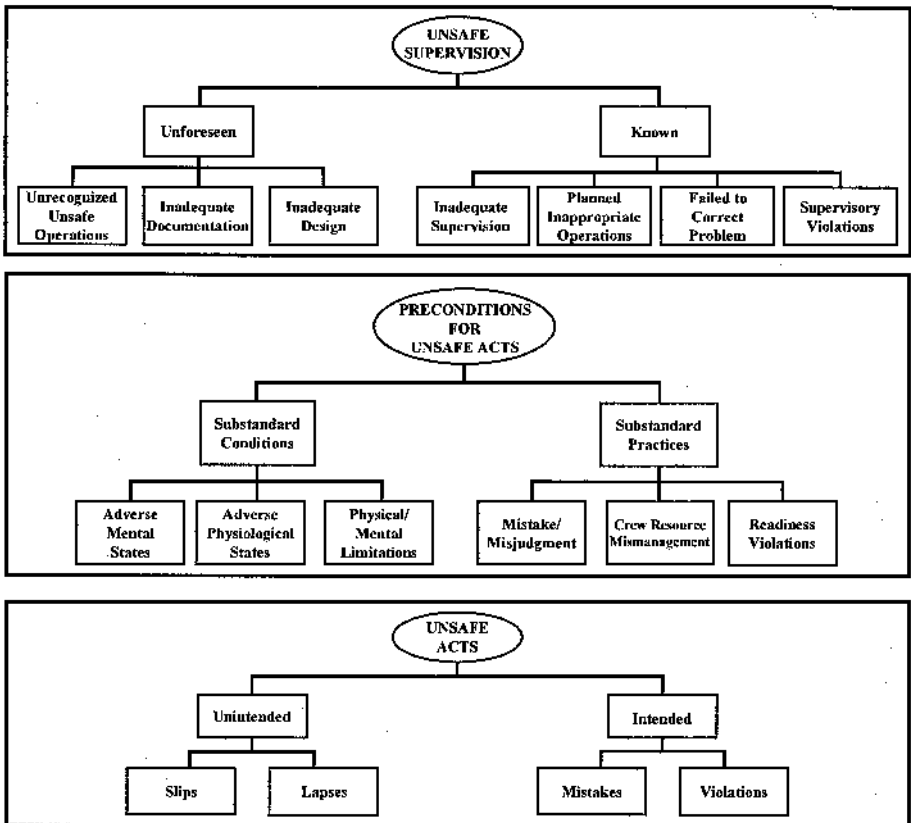 UNSAFE
SUPERVISION
Unforeseen
Known
Unrecognized
Unsafe
Operations
Inadequate
Documentation
Inadequate
Design
Inadequate
Supervision
Planned
Inappropriate
Operations
Failed to
Correct
Problem
Supervisory
Violations
PRECONDITIONS
FOR
UNSAFE ACTS
Substandard
Conditions
Substandard
Practices
Adverse
Mental
States
Adverse
Physiological
States
Physical/
Mental
Limitations
Mistake/
Misjudgment
Crew Resource
Mismanagement
Readiness
Violations
UNSAFE
ACTS
Unintended
Intended
Slips
Lapses
Mistakes
Violations